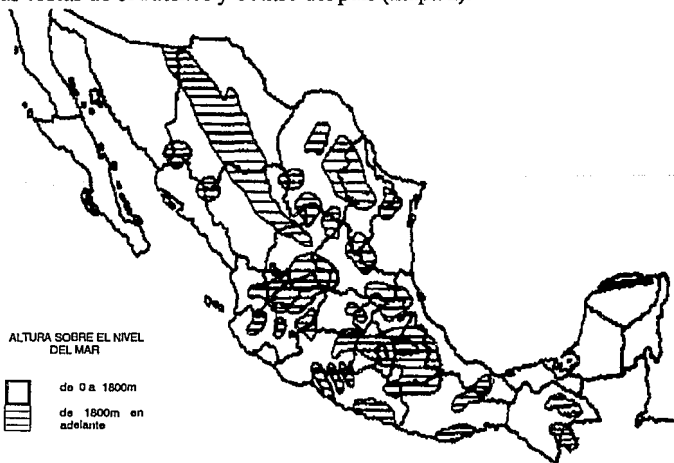 ALTURA SOBRE EL NIVEL
DEL MAR
de 0 a 1800m
de 1800m en
adelante